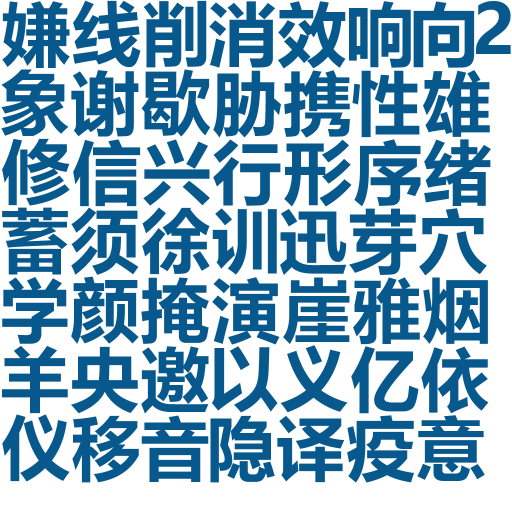 嫌线削消效响向2
象谢歇胁携性雄
修信兴行形序绪
蓄须徐训迅芽穴
学颜掩演崖雅烟
羊央邀以义亿依
仪移音隐译疫意